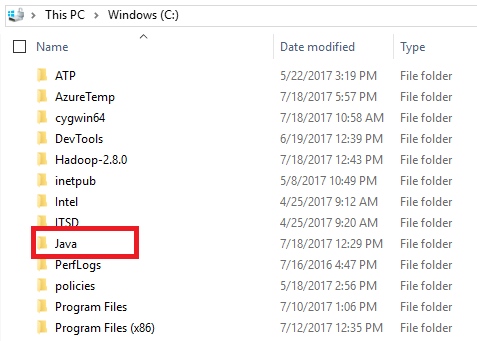 This PC > Windows (C:)
Name Date modified Type
ATP 5/22/2017 3:19 PM File folder
AzureTemp 7/18/2017 5:57 PM File folder
cygwin64 7/18/2017 10:58 AM File folder
DevTools 6/19/2017 12:39 PM File folder
Hadoop-2.8.0 7/18/2017 12:43 PM File folder
inetpub 5/8/2017 10:49 PM File folder
Intel 4/25/2017 9:12 AM File folder
ITSD 4/25/2017 9:20 AM File folder
Java 7/18/2017 12:29 PM File folder
PerfLogs 7/16/2016 4:47 PM File folder
policies 5/18/2017 2:56 PM File folder
Program Files 7/10/2017 1:06 PM File folder
Program Files (x86) 7/12/2017 12:35 PM File folder